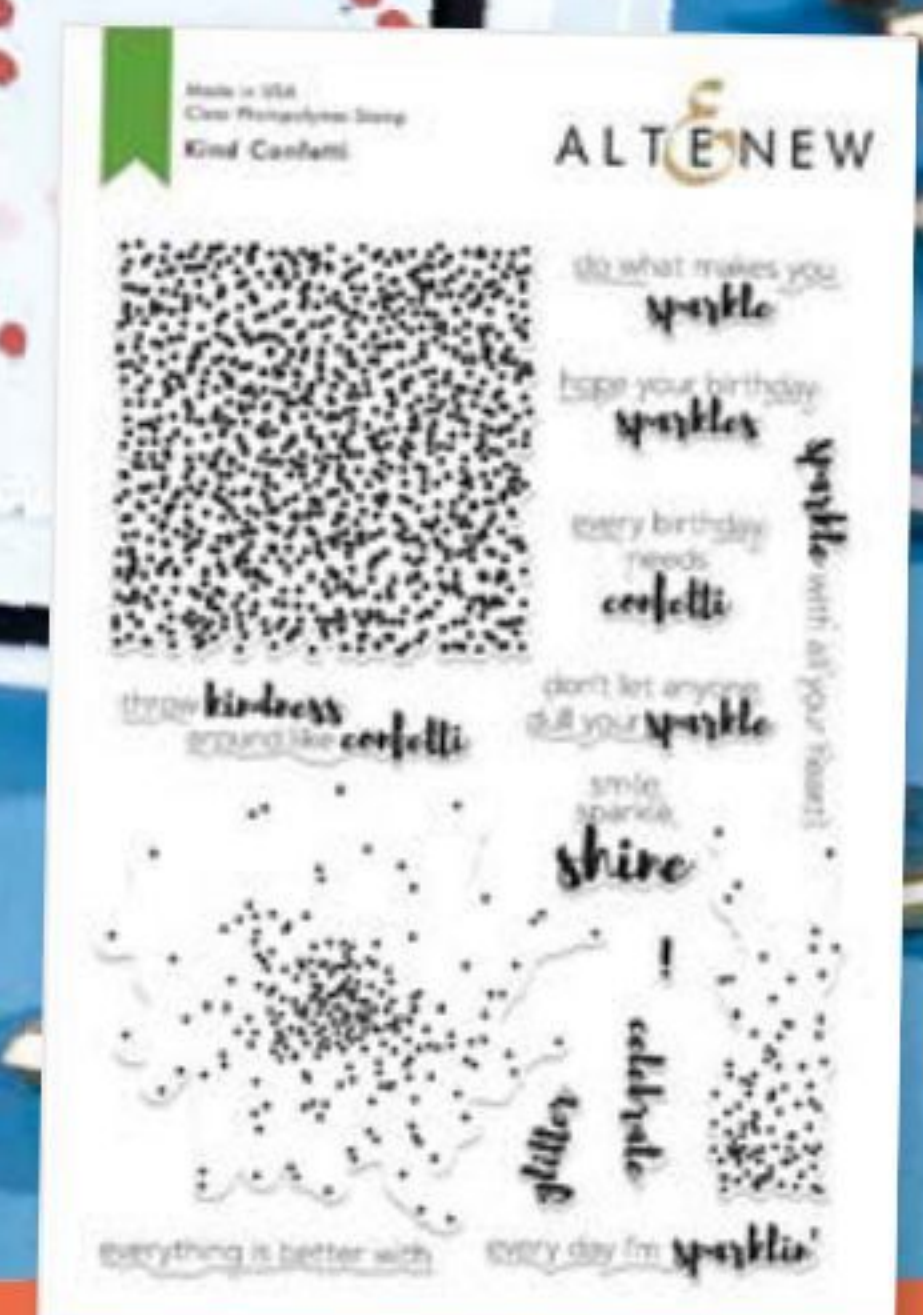 Made in USA
Clear Photopolymer Stamp
Kind Confetti
ALTENEW
do what makes you
sparkle
hope your birthday
sparkles
sparkle with all your heart
every birthday
needs
confetti
throw kindness
around like confetti
don't let anyone
dull your sparkle
smile,
sparkle,
shine
!
celebrate
glitter
everything is better with
every day i'm sparklin'